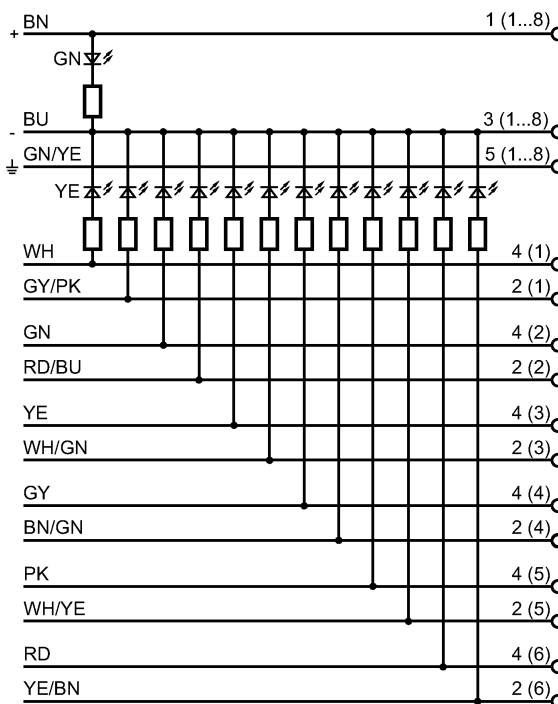 BN 1 (1...8)
+
GN
BU 3 (1...8)
-
GN/YE 5 (1...8)
YE
WH 4 (1)
GY/PK 2 (1)
GN 4 (2)
RD/BU 2 (2)
YE 4 (3)
WH/GN 2 (3)
GY 4 (4)
BN/GN 2 (4)
PK 4 (5)
WH/YE 2 (5)
RD 4 (6)
YE/BN 2 (6)